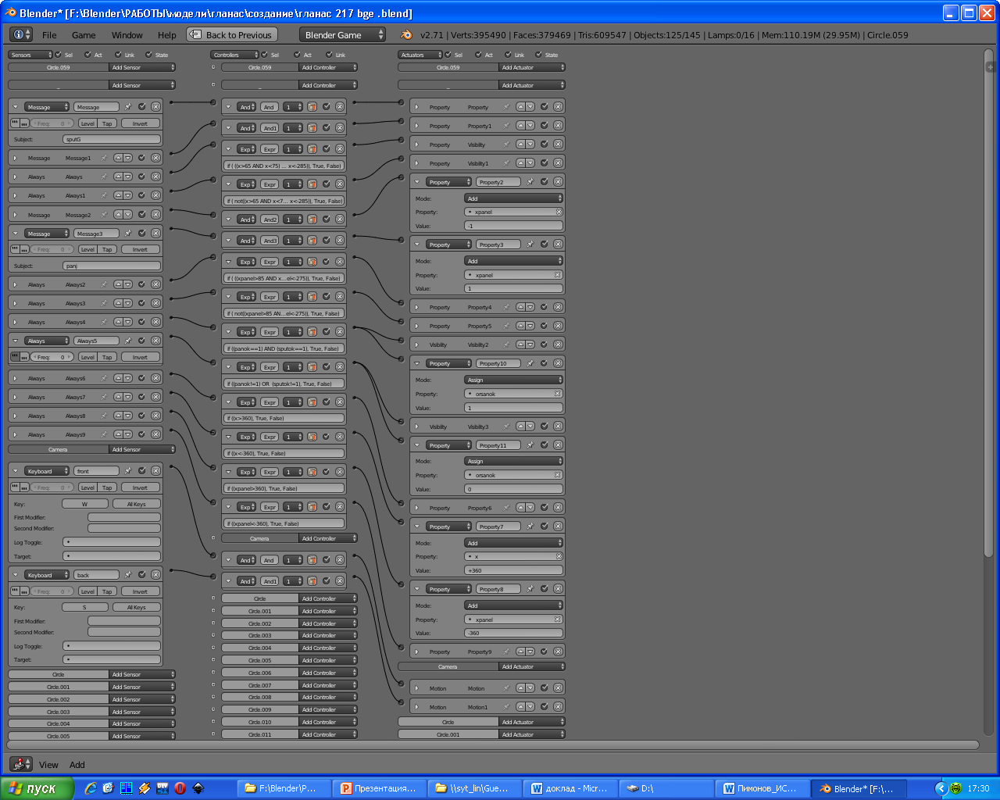 Blender* [F:\Blender\РАБОТЫ\модели\гланас\создание\гланас 217 bge .blend]
File Game Window Help Back to Previous Blender Game v2.71 | Verts:395490 | Faces:379469 | Tris:609547 | Objects:125/145 | Lamps:0/16 | Mem:110.19M (29.95M) | Circle.059
Sensors Sel Act Link State
Circle.059 Add Sensor
_ Add Sensor
Message Message
Freq: 0 Level Tap Invert
Subject: sputG
Message Message1
Always Always
Always Always1
Message Message2
Message Message3
Freq: 0 Level Tap Invert
Subject: panj
Always Always2
Always Always3
Always Always4
Always Always5
Freq: 0 Level Tap Invert
Always Always6
Always Always7
Always Always8
Always Always9
Camera Add Sensor
Keyboard front
Freq: 0 Level Tap Invert
Key: W All Keys
First Modifier:
Second Modifier:
Log Toggle:
Target:
Keyboard back
Freq: 0 Level Tap Invert
Key: S All Keys
First Modifier:
Second Modifier:
Log Toggle:
Target:
Circle Add Sensor
Circle.001 Add Sensor
Circle.002 Add Sensor
Circle.003 Add Sensor
Circle.004 Add Sensor
Circle.005 Add Sensor
Controllers Sel Act Link
Circle.059 Add Controller
_ Add Controller
And And 1
And And1 1
Exp Expr 1
if ( ((x>65 AND x<75) ... x<-285)), True, False)
Exp Expr 1
if ( not((x>65 AND x<7... x<-285)), True, False)
And And2 1
And And3 1
Exp Expr 1
if ( ((xpanel>85 AND x...el<-275)), True, False)
Exp Expr 1
if ( not((xpanel>85 AN...el<-275)), True, False)
Exp Expr 1
if ((panok==1) AND (sputok==1), True, False)
Exp Expr 1
if ((panok!=1) OR (sputok!=1), True, False)
Exp Expr 1
if ((x>360), True, False)
Exp Expr 1
if ((x<-360), True, False)
Exp Expr 1
if ((xpanel>360), True, False)
Exp Expr 1
if ((xpanel<-360), True, False)
Camera Add Controller
And And 1
And And1 1
Circle Add Controller
Circle.001 Add Controller
Circle.002 Add Controller
Circle.003 Add Controller
Circle.004 Add Controller
Circle.005 Add Controller
Circle.006 Add Controller
Circle.007 Add Controller
Circle.008 Add Controller
Circle.009 Add Controller
Circle.010 Add Controller
Circle.011 Add Controller
Actuators Sel Act Link State
Circle.059 Add Actuator
_ Add Actuator
Property Property
Property Property1
Property Visibilty
Property Visibilty1
Property Property2
Mode: Add
Property: xpanel
Value: -1
Property Property3
Mode: Add
Property: xpanel
Value: 1
Property Property4
Property Property5
Visibilty Visibilty2
Property Property10
Mode: Assign
Property: orsanok
Value: 1
Visibilty Visibilty3
Property Property11
Mode: Assign
Property: orsanok
Value: 0
Property Property6
Property Property7
Mode: Add
Property: x
Value: +360
Property Property8
Mode: Add
Property: xpanel
Value: -360
Property Property9
Camera Add Actuator
Motion Motion
Motion Motion1
Circle Add Actuator
Circle.001 Add Actuator
View Add
пуск F:\Blender\P... Презентация... \\syt_lin\Gue... доклад - Micr... D:\ Пимонов_ИС... Blender* [F:\... 17:30